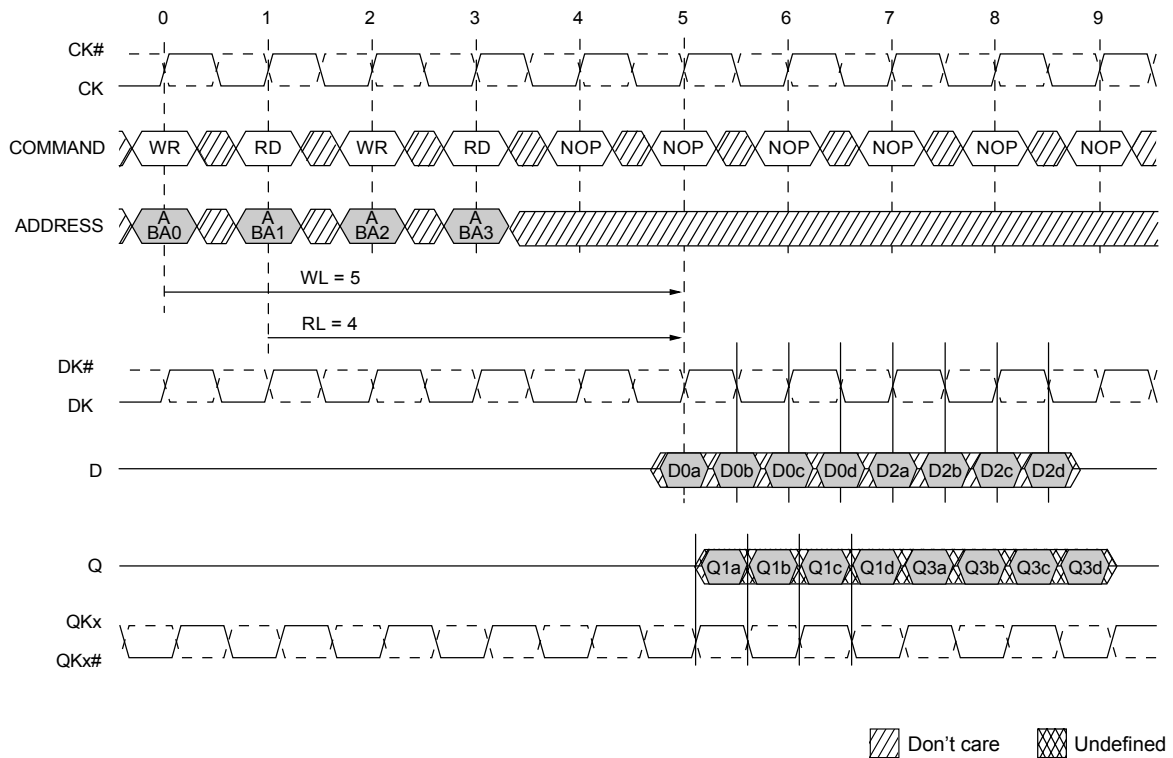 0 1 2 3 4 5 6 7 8 9
CK#
CK
COMMAND WR RD WR RD NOP NOP NOP NOP NOP NOP
ADDRESS A BA0 A BA1 A BA2 A BA3
WL = 5
RL = 4
DK#
DK
D D0a D0b D0c D0d D2a D2b D2c D2d
Q Q1a Q1b Q1c Q1d Q3a Q3b Q3c Q3d
QKx
QKx#
Don't care Undefined